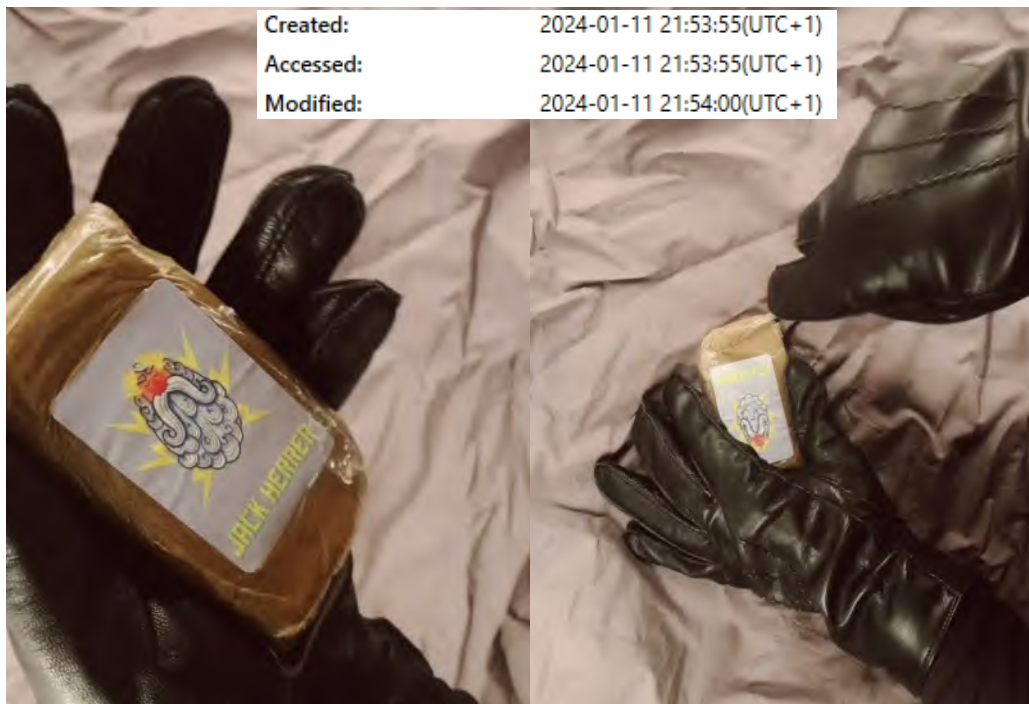 Created: 2024-01-11 21:53:55(UTC+1)
Accessed: 2024-01-11 21:53:55(UTC+1)
Modified: 2024-01-11 21:54:00(UTC+1)
JACK HERRER